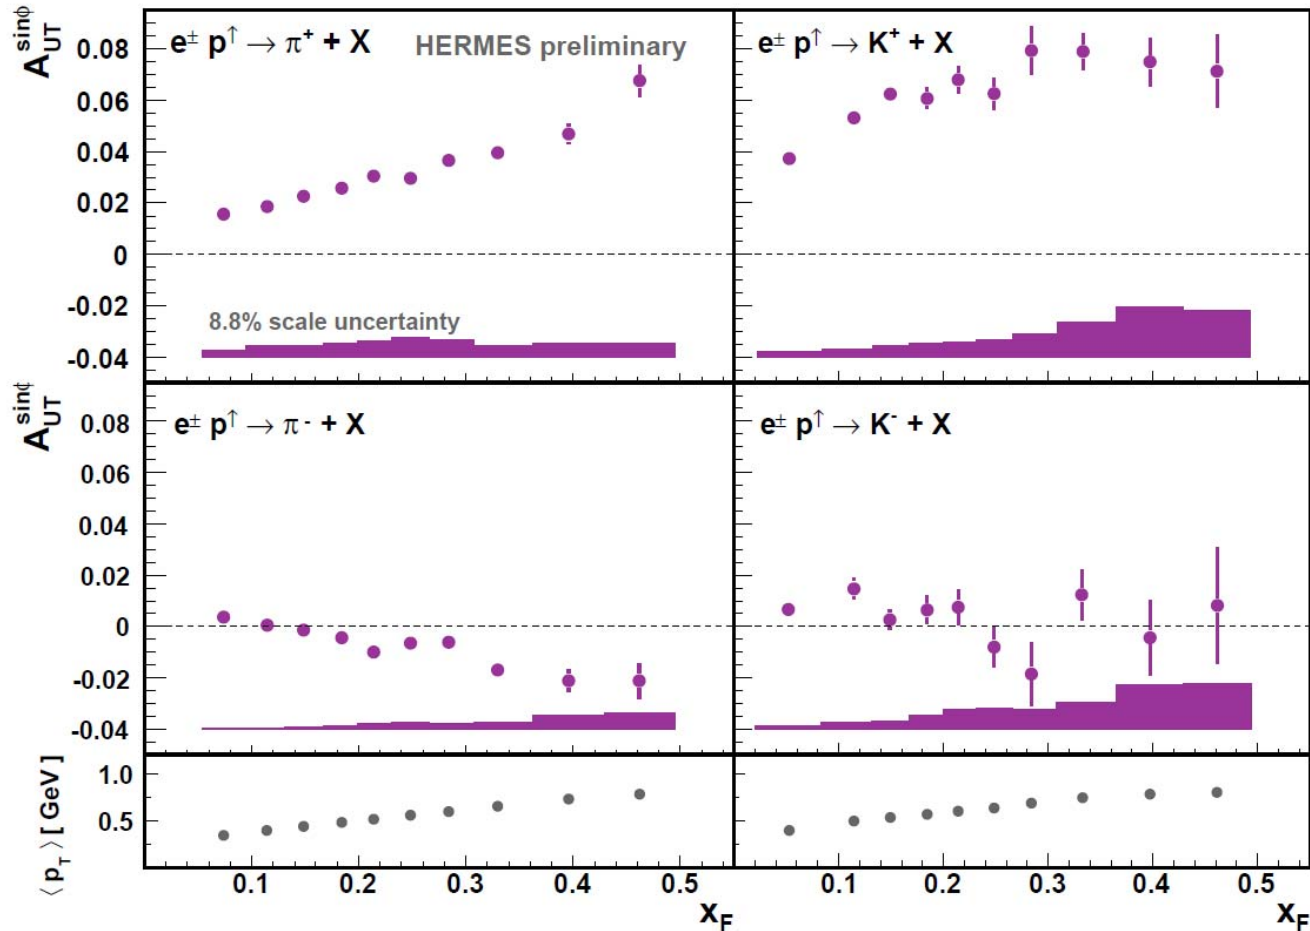 A_UT^sinϕ
e± p↑ → π+ + X
HERMES preliminary
e± p↑ → K+ + X
0.08
0.06
0.04
0.02
0
-0.02
-0.04
8.8% scale uncertainty
A_UT^sinϕ
e± p↑ → π- + X
e± p↑ → K- + X
0.08
0.06
0.04
0.02
0
-0.02
-0.04
⟨p_T⟩ [GeV]
1.0
0.5
0.1 0.2 0.3 0.4 0.5 0.1 0.2 0.3 0.4 0.5
x_F x_F